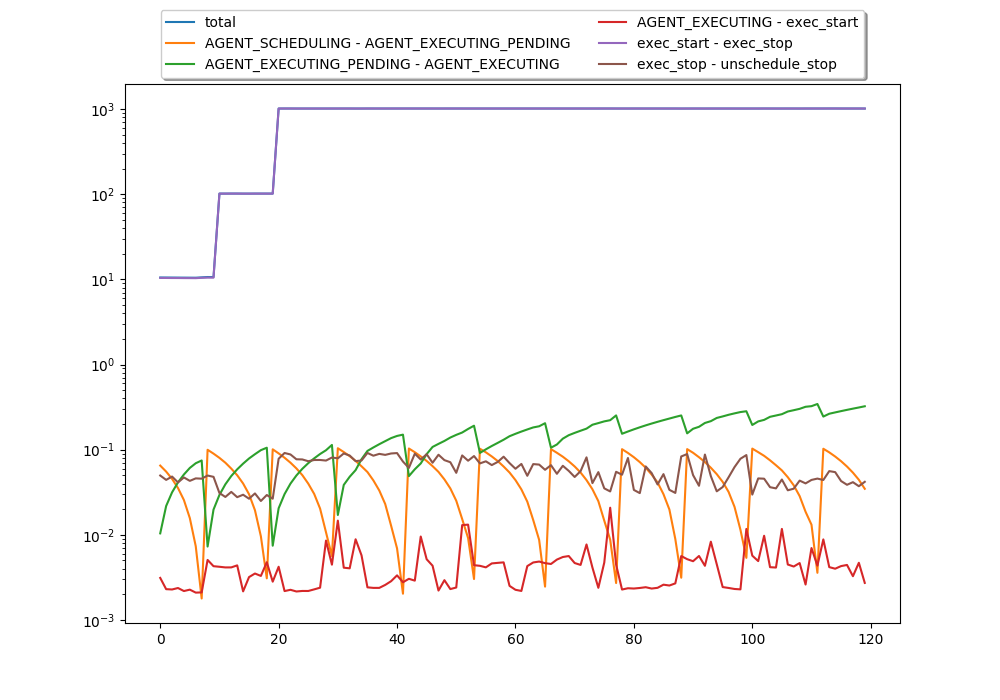 total
AGENT_SCHEDULING - AGENT_EXECUTING_PENDING
AGENT_EXECUTING_PENDING - AGENT_EXECUTING
AGENT_EXECUTING - exec_start
exec_start - exec_stop
exec_stop - unschedule_stop
10³
10²
10¹
10⁰
10⁻¹
10⁻²
10⁻³
0 20 40 60 80 100 120